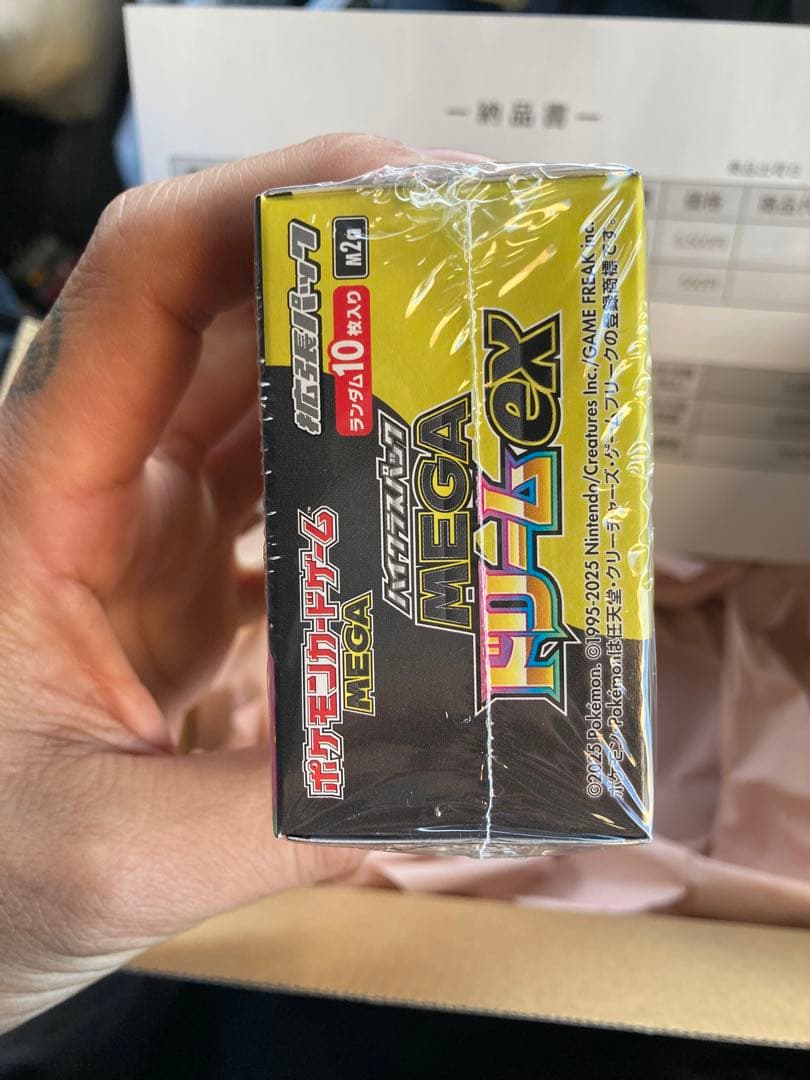 ー納品書ー
価格
ポケモンカードゲーム
MEGA
拡張パック
ランダム10枚入り
M2a
ハイクラスパック
MEGA
ドリームex
©2025 Pokémon. ©1995-2025 Nintendo/Creatures Inc./GAME FREAK inc.
ポケモン・Pokémonは任天堂・クリーチャーズ・ゲームフリークの登録商標です。